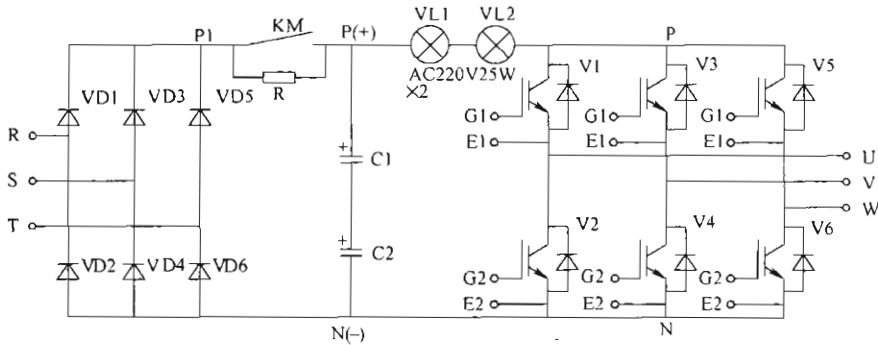 P1 KM P(+) VL1 VL2 P
R AC220V25W
×2
VD1 VD3 VD5 V1 V3 V5
G1 G1 G1
R E1 E1 E1
C1 U
S V
W
T
C2 V2 V4 V6
VD2 VD4 VD6 G2 G2 G2
E2 E2 E2
N(−) N